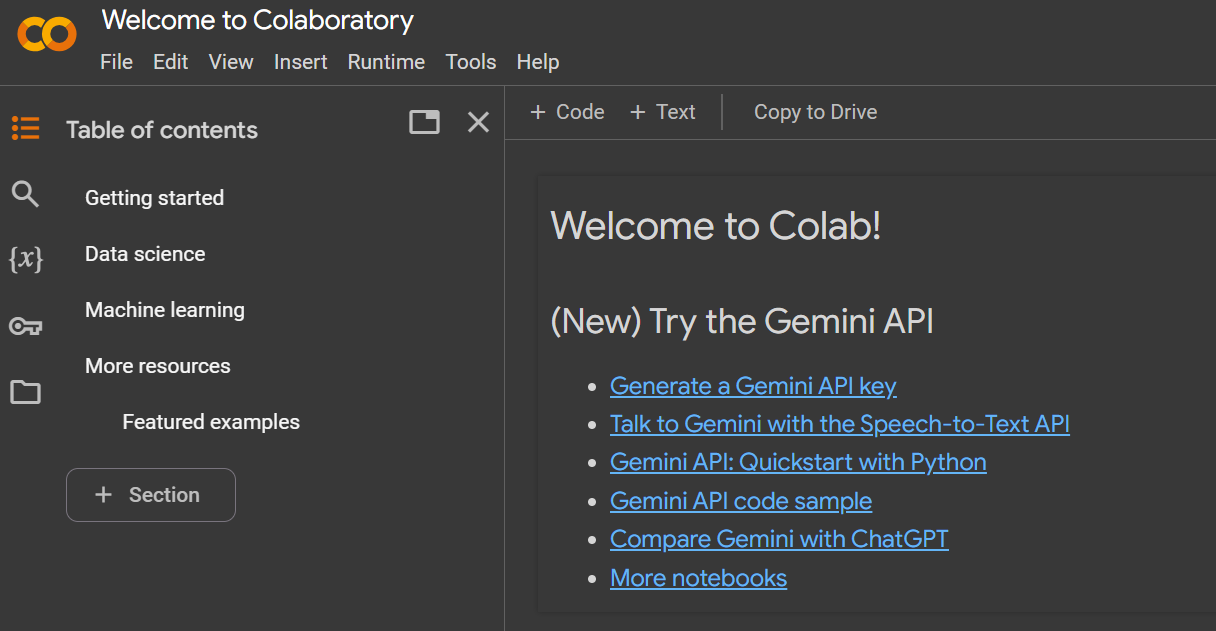 Welcome to Colaboratory
File Edit View Insert Runtime Tools Help
Table of contents
Getting started
Data science
Machine learning
More resources
Featured examples
+ Section
+ Code + Text Copy to Drive
Welcome to Colab!
(New) Try the Gemini API
• Generate a Gemini API key
• Talk to Gemini with the Speech-to-Text API
• Gemini API: Quickstart with Python
• Gemini API code sample
• Compare Gemini with ChatGPT
• More notebooks